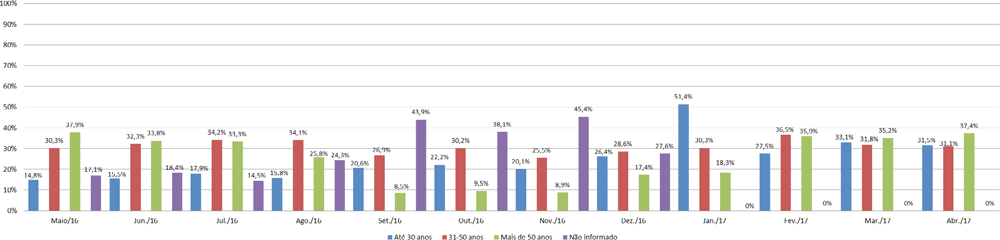 100%
90%
80%
70%
60%
50%
40%
30%
20%
10%
0%
14,8% 30,3% 37,9% 17,1%
15,5% 32,3% 33,8% 18,4%
17,9% 34,2% 33,3% 14,5%
15,8% 34,1% 25,8% 24,3%
20,6% 26,9% 8,5% 43,9%
22,2% 30,2% 9,5% 38,1%
20,1% 25,5% 8,9% 45,4%
26,4% 28,6% 17,4% 27,6%
51,4% 30,3% 18,3% 0%
27,5% 36,5% 35,9% 0%
33,1% 31,8% 35,2% 0%
31,5% 31,1% 37,4% 0%
Maio/16 Jun./16 Jul./16 Ago./16 Set./16 Out./16 Nov./16 Dez./16 Jan./17 Fev./17 Mar./17 Abr./17
Até 30 anos 31-50 anos Mais de 50 anos Não informado